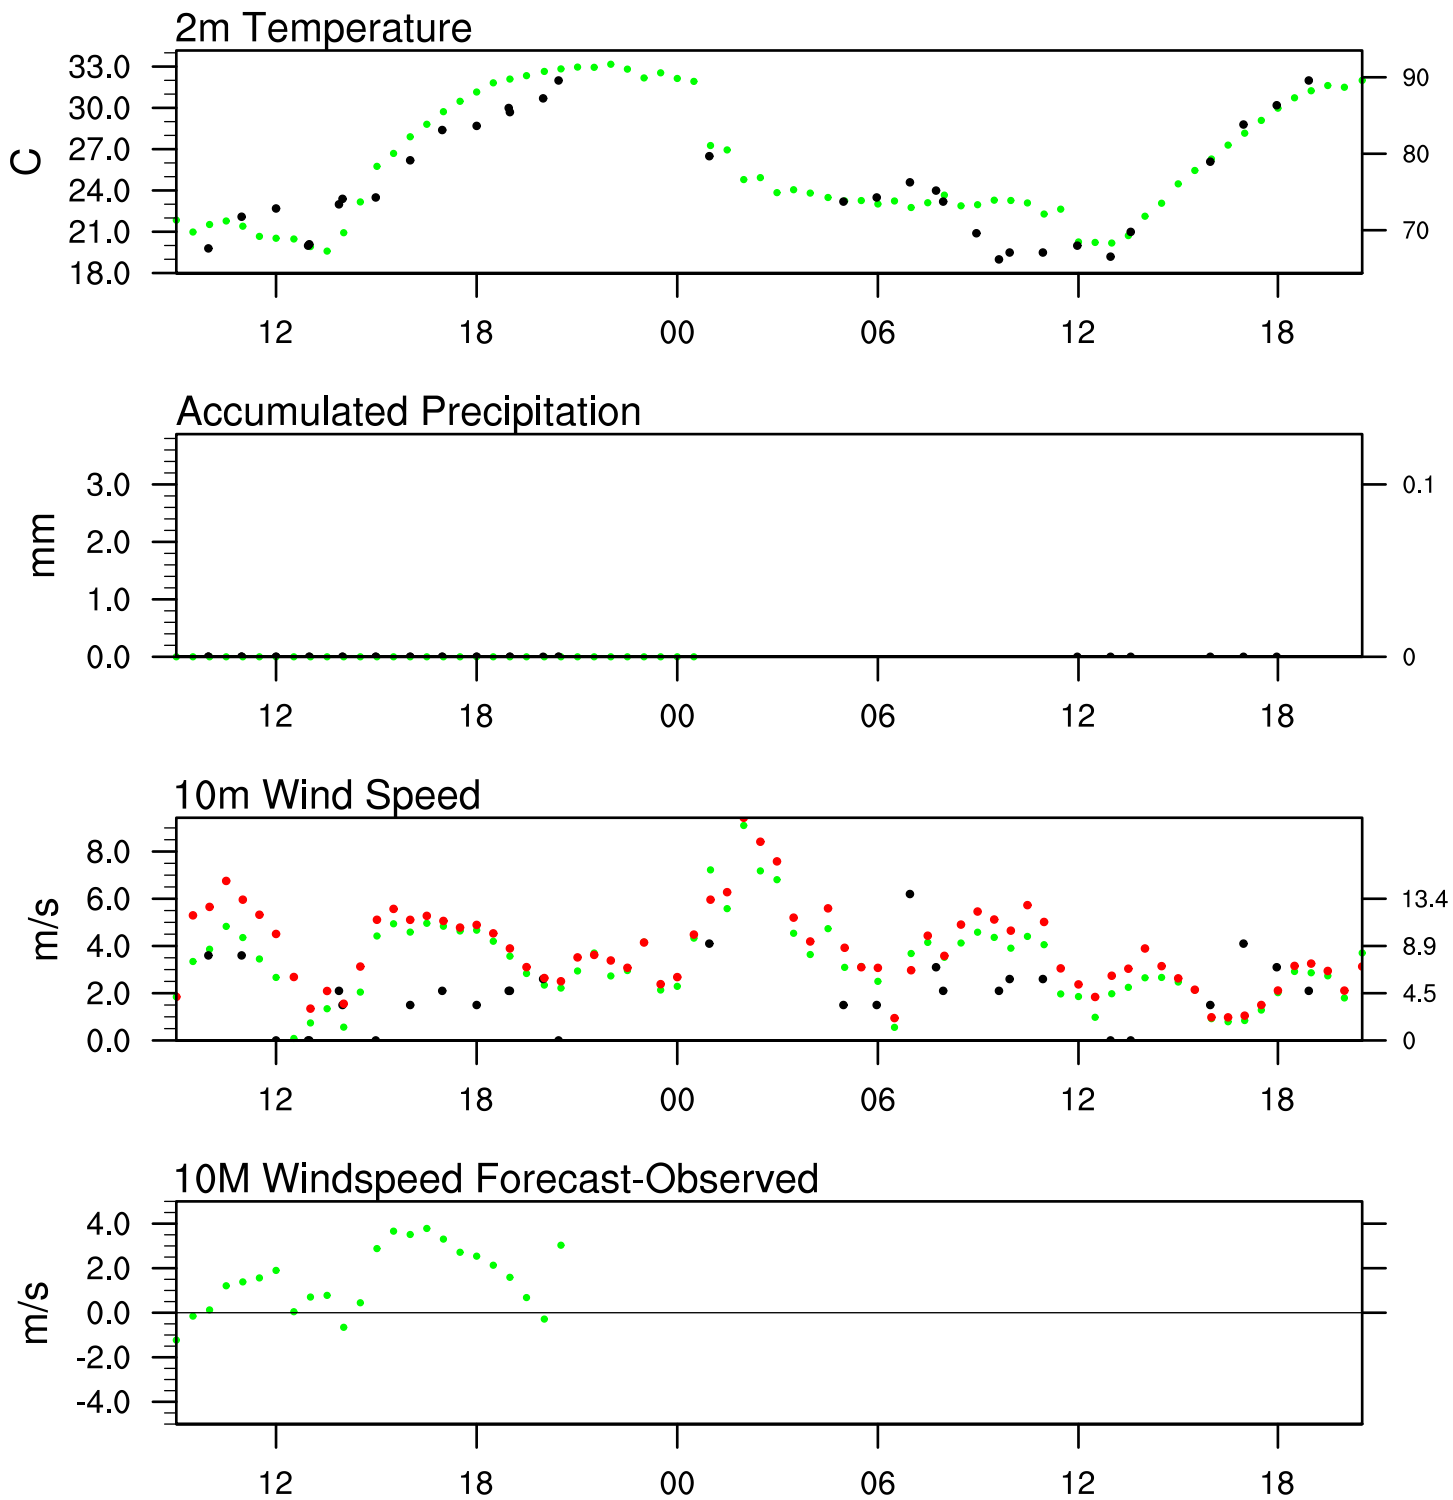 2m Temperature
33.0
30.0
27.0
24.0
21.0
18.0
C
90
80
70
12 18 00 06 12 18
Accumulated Precipitation
3.0
2.0
1.0
0.0
mm
0.1
0
12 18 00 06 12 18
10m Wind Speed
8.0
6.0
4.0
2.0
0.0
m/s
13.4
8.9
4.5
0
12 18 00 06 12 18
10M Windspeed Forecast-Observed
4.0
2.0
0.0
-2.0
-4.0
m/s
12 18 00 06 12 18